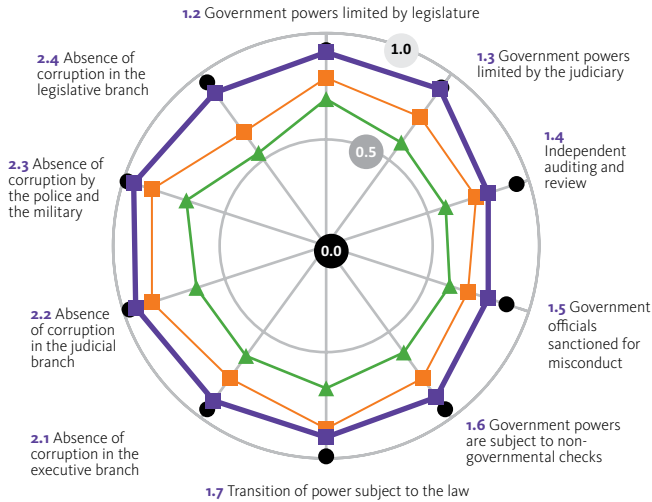 1.2 Government powers limited by legislature
1.0
2.4 Absence of
corruption in the
legislative branch
1.3 Government powers
limited by the judiciary
0.5
1.4
Independent
auditing and
review
2.3 Absence of
corruption by
the police and
the military
0.0
2.2 Absence
of corruption
in the judicial
branch
1.5 Government
officials
sanctioned for
misconduct
2.1 Absence of
corruption in the
executive branch
1.6 Government powers
are subject to non-
governmental checks
1.7 Transition of power subject to the law